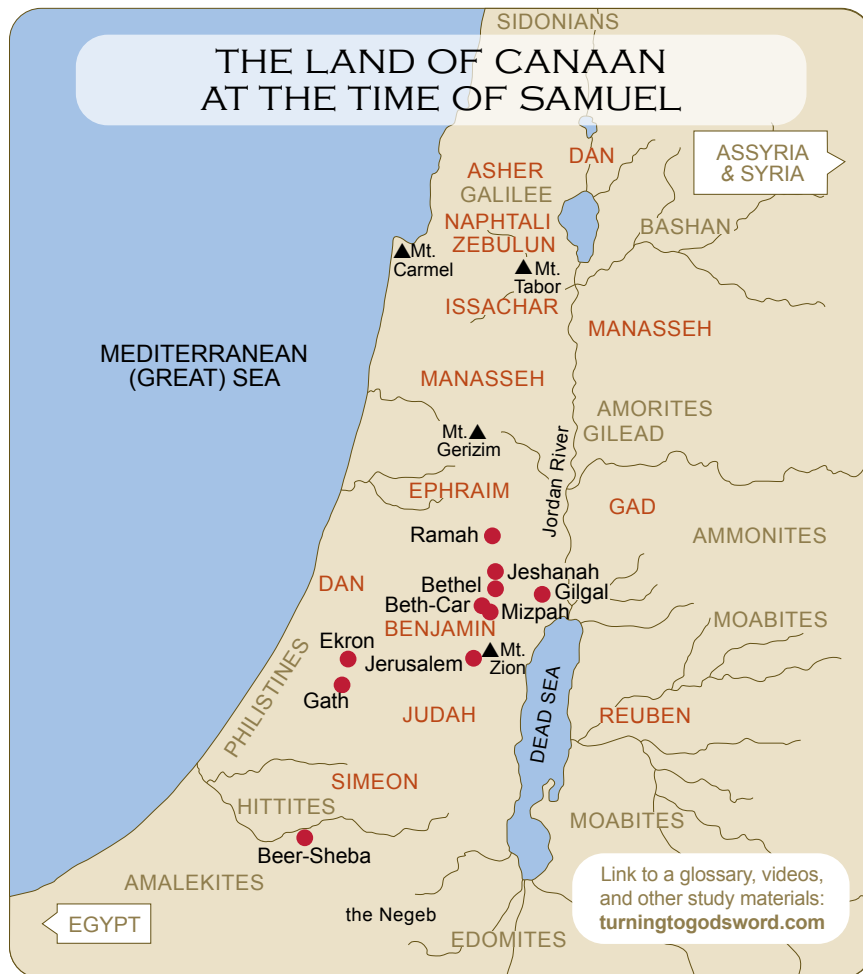 SIDONIANS
THE LAND OF CANAAN
AT THE TIME OF SAMUEL
DAN
ASSYRIA
& SYRIA
ASHER
GALILEE
NAPHTALI
BASHAN
ZEBULUN
Mt.
Carmel
Mt.
Tabor
ISSACHAR
MANASSEH
MEDITERRANEAN
(GREAT) SEA
MANASSEH
AMORITES
GILEAD
Mt.
Gerizim
Jordan River
EPHRAIM
GAD
Ramah
AMMONITES
Jeshanah
DAN
Bethel
Gilgal
Beth-Car
Mizpah
MOABITES
BENJAMIN
Ekron
Jerusalem
Mt.
Zion
Gath
PHILISTINES
DEAD SEA
JUDAH
REUBEN
SIMEON
HITTITES
MOABITES
Beer-Sheba
AMALEKITES
Link to a glossary, videos,
and other study materials:
turningtogodsword.com
the Negeb
EGYPT
EDOMITES